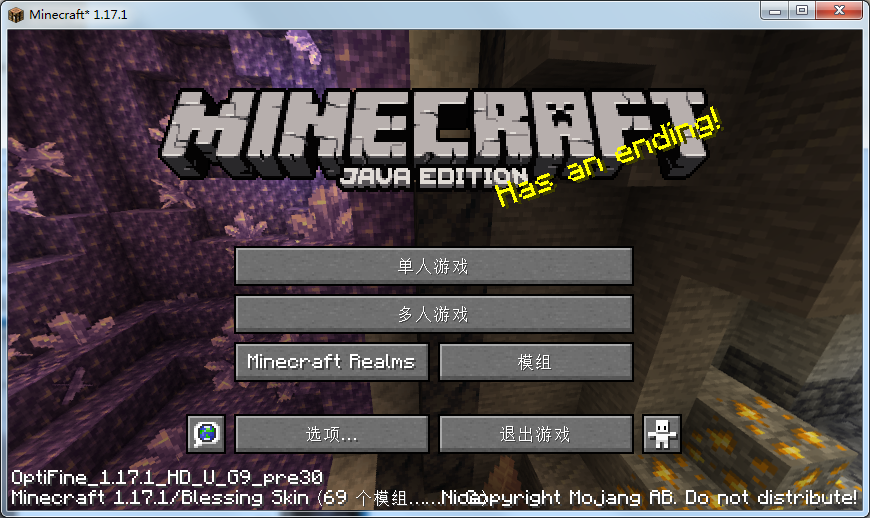 Minecraft* 1.17.1
MINECRAFT
JAVA EDITION
Has an ending!
单人游戏
多人游戏
Minecraft Realms
模组
选项...
退出游戏
OptiFine_1.17.1_HD_U_G9_pre30
Minecraft 1.17.1/Blessing Skin (69 个模组......Nice)
Copyright Mojang AB. Do not distribute!